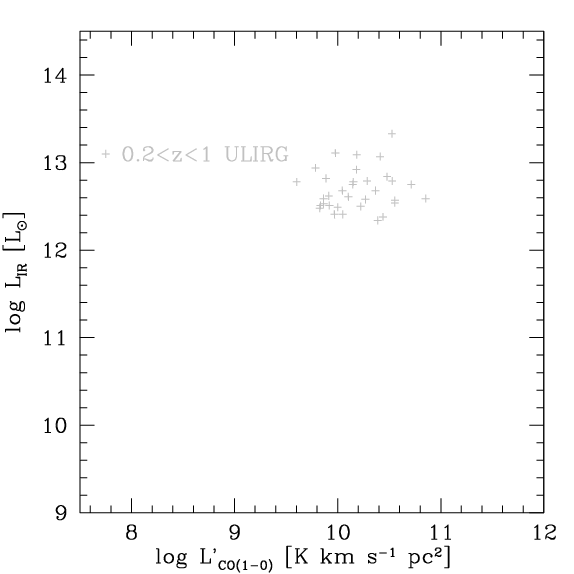 14
0.2<z<1 ULIRG
13
12
11
10
9
log L_IR [L_⊙]
8 9 10 11 12
log L'_CO(1−0) [K km s⁻¹ pc²]